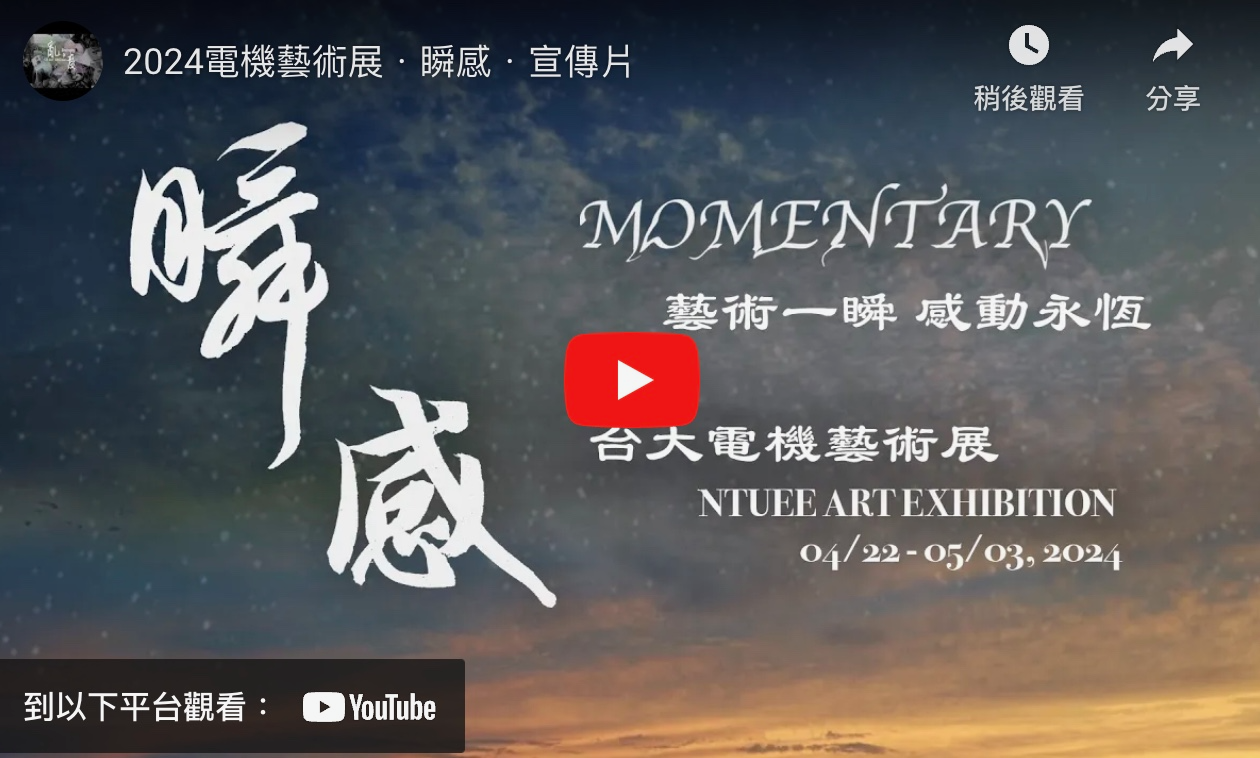 2024電機藝術展．瞬感．宣傳片
稍後觀看
分享
瞬感
MOMENTARY
藝術一瞬 感動永恆
台大電機藝術展
NTUEE ART EXHIBITION
04/22 - 05/03, 2024
到以下平台觀看： YouTube